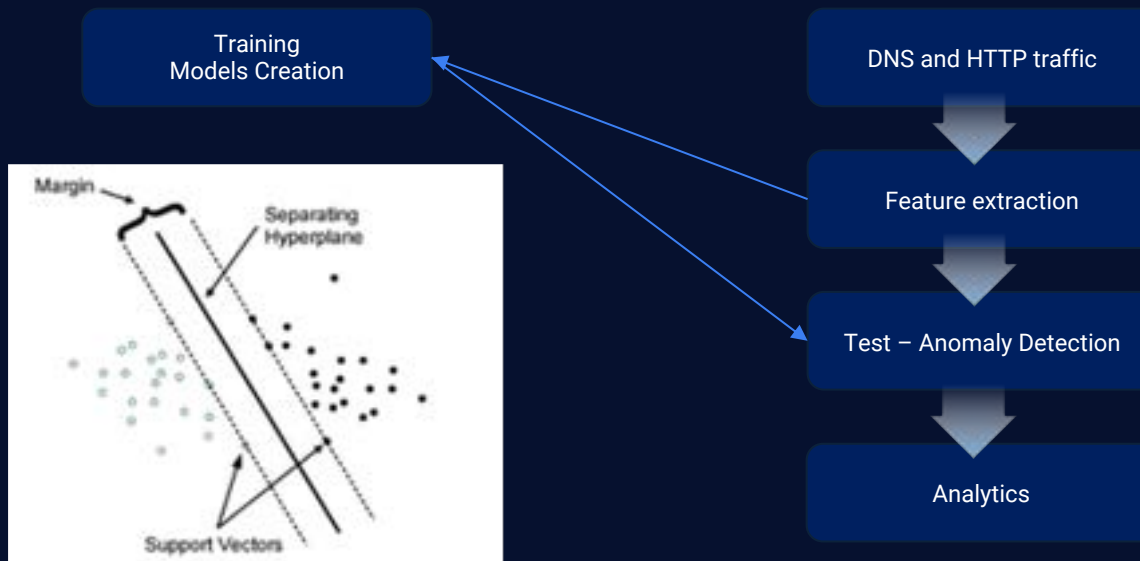 Training
Models Creation
DNS and HTTP traffic
Feature extraction
Test – Anomaly Detection
Analytics
Margin
Separating
Hyperplane
Support Vectors